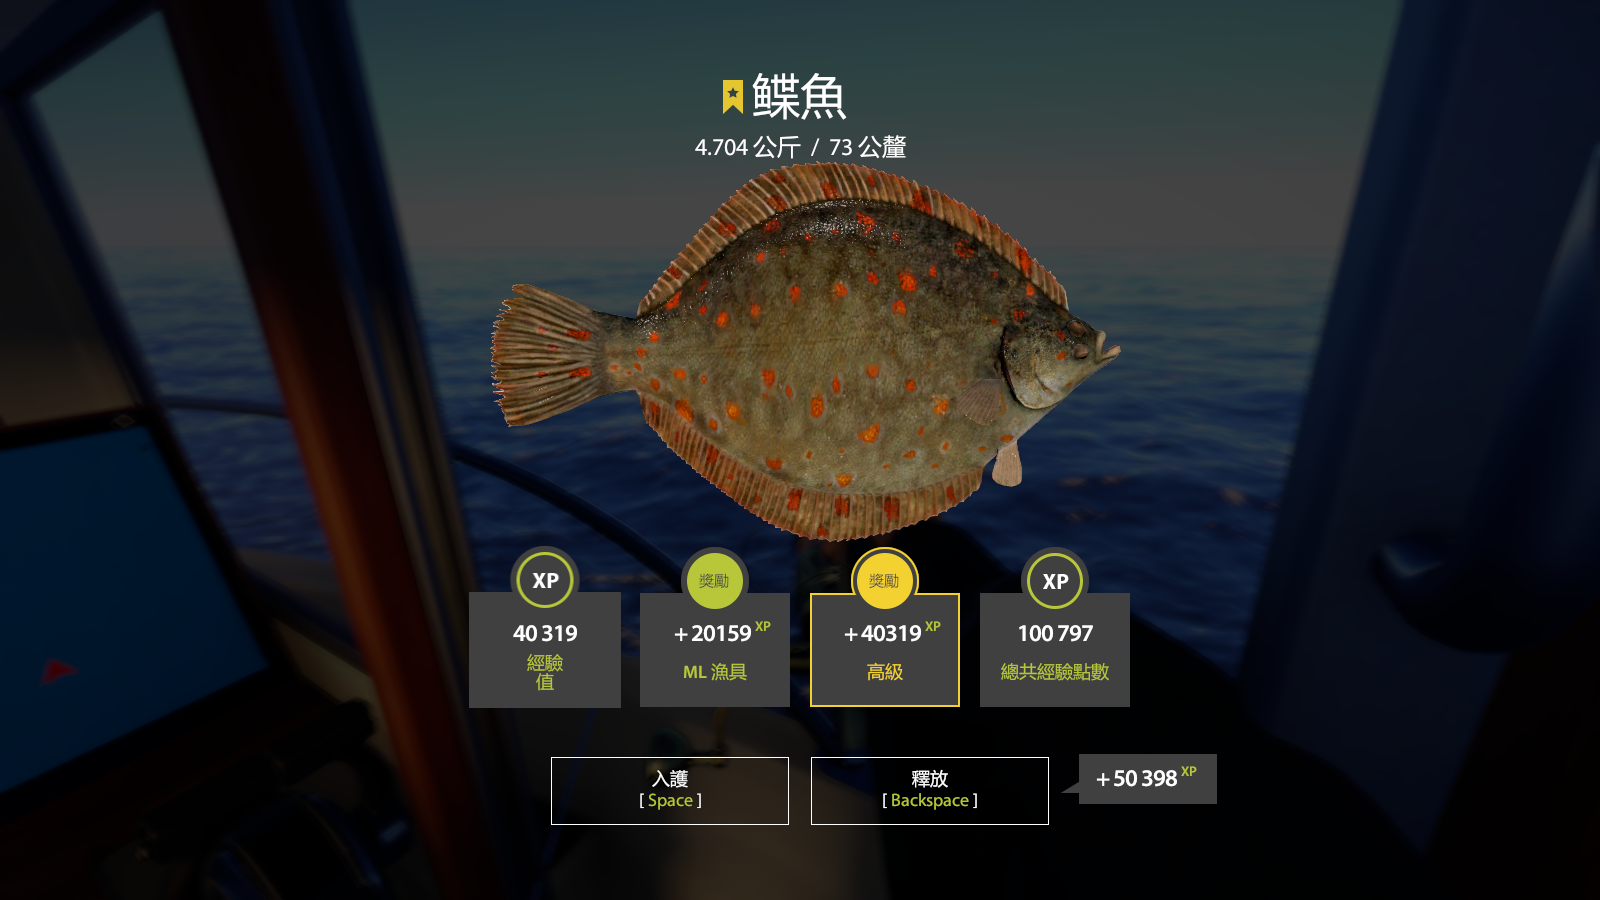 鲽魚
4.704 公斤 / 73 公釐
XP
40 319
經驗
值
獎勵
+20159 XP
ML 漁具
獎勵
+40319 XP
高級
XP
100 797
總共經驗點數
入護
[ Space ]
釋放
[ Backspace ]
+50 398 XP